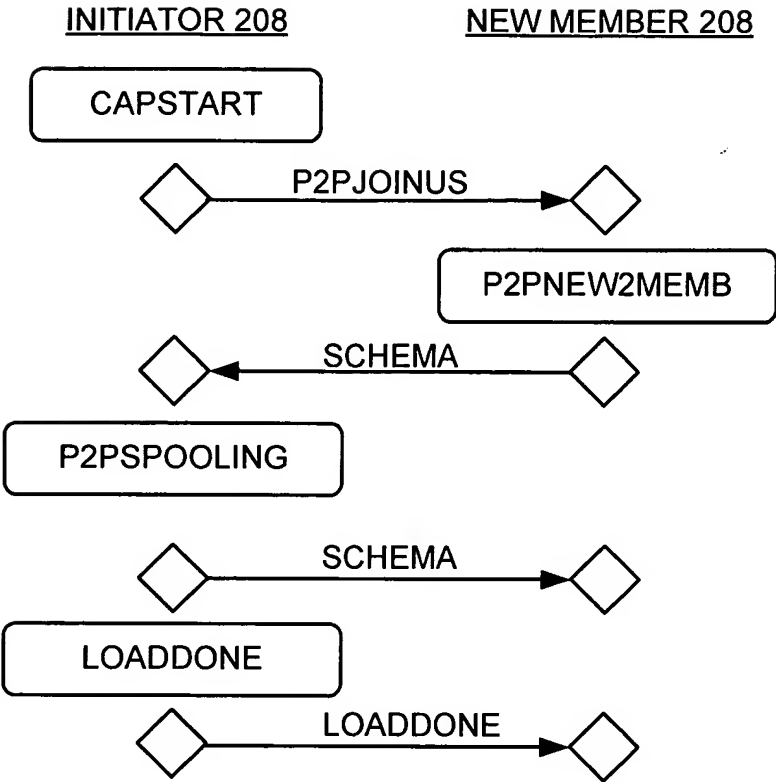 INITIATOR 208
NEW MEMBER 208
CAPSTART
P2PJOINUS
P2PNEW2MEMB
SCHEMA
P2PSPOOLING
SCHEMA
LOADDONE
LOADDONE